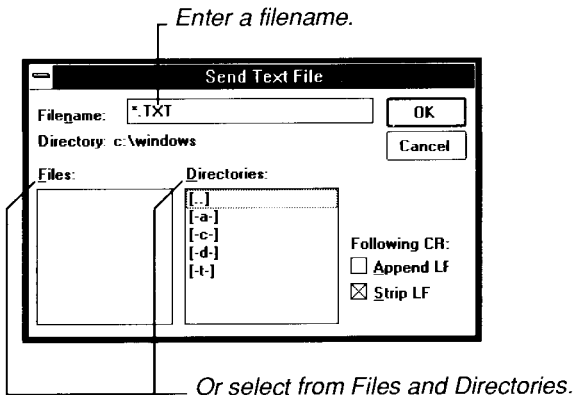 Enter a filename.
Send Text File
Filename: *.TXT
OK
Directory: c:\windows
Cancel
Files:
Directories:
[..]
[-a-]
[-c-]
[-d-]
[-t-]
Following CR:
Append LF
Strip LF
Or select from Files and Directories.